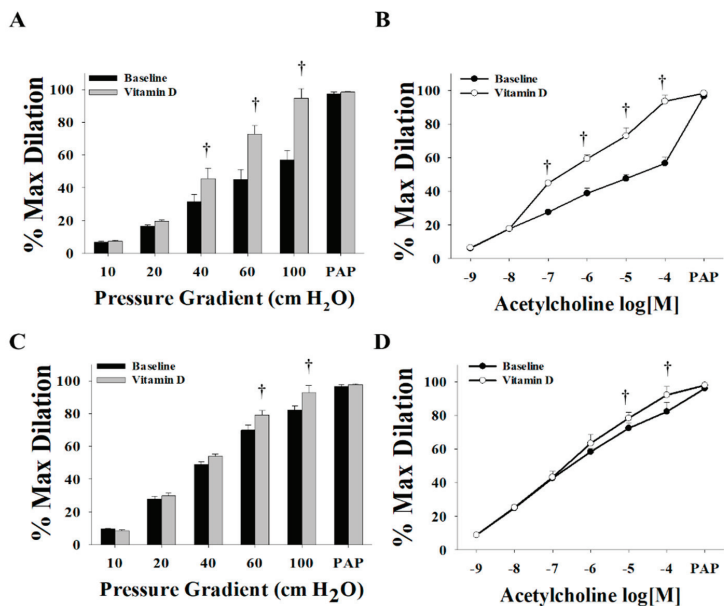 A
Baseline
Vitamin D
† † †
% Max Dilation
100
80
60
40
20
0
10 20 40 60 100 PAP
Pressure Gradient (cm H₂O)
B
Baseline
Vitamin D
† † † †
% Max Dilation
100
80
60
40
20
0
-9 -8 -7 -6 -5 -4 PAP
Acetylcholine log[M]
C
Baseline
Vitamin D
† †
% Max Dilation
100
80
60
40
20
0
10 20 40 60 100 PAP
Pressure Gradient (cm H₂O)
D
Baseline
Vitamin D
† †
% Max Dilation
100
80
60
40
20
0
-9 -8 -7 -6 -5 -4 PAP
Acetylcholine log[M]